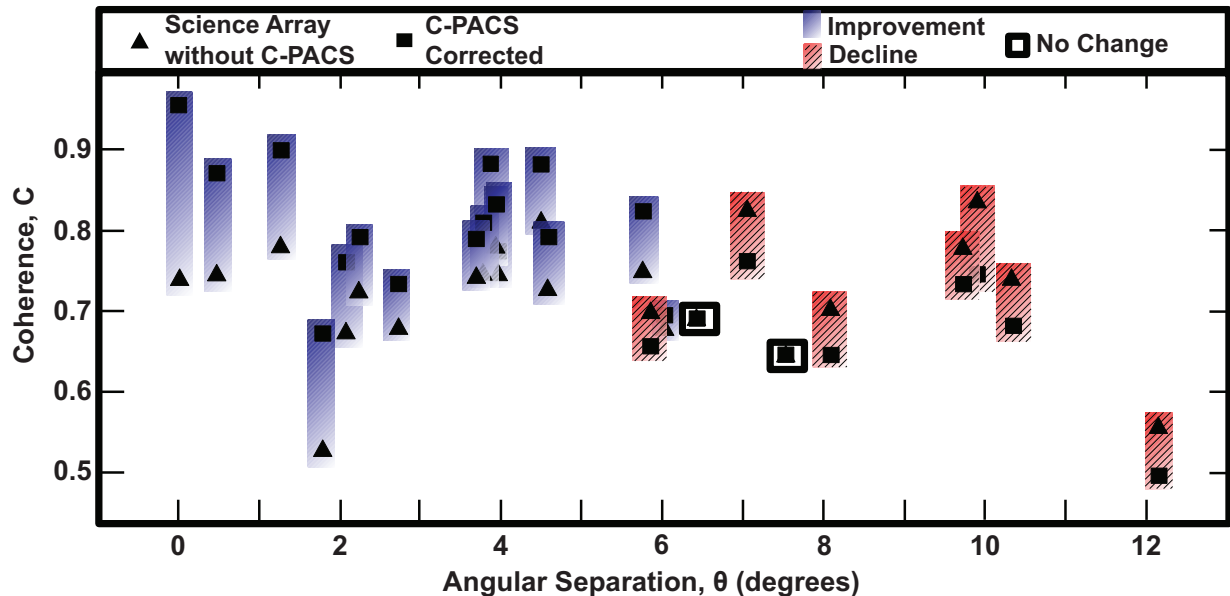 Science Array
without C-PACS
C-PACS
Corrected
Improvement
Decline
No Change
Coherence, C
0.9
0.8
0.7
0.6
0.5
0 2 4 6 8 10 12
Angular Separation, θ (degrees)